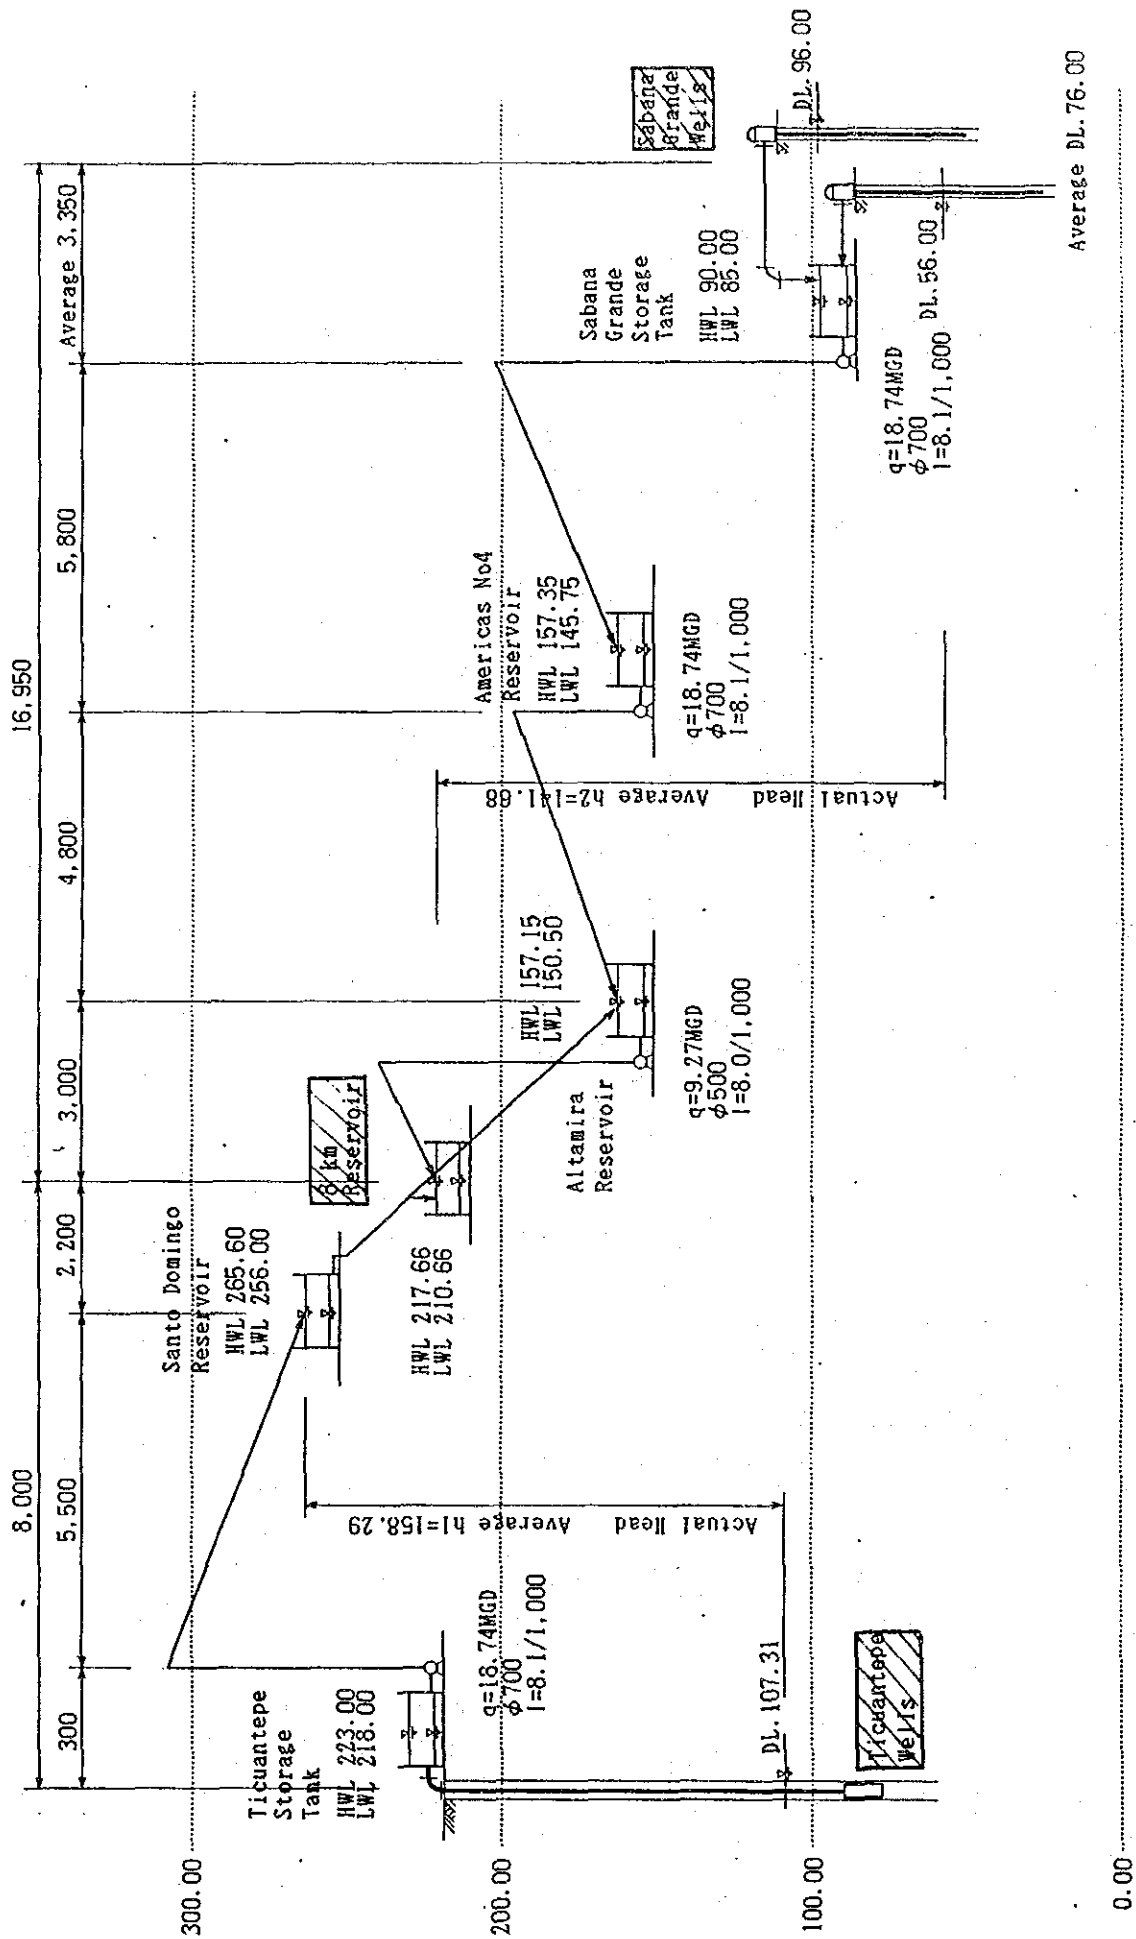 8,000
16,950
300
5,500
2,200
3,000
4,800
5,800
Average 3,350
300.00
200.00
100.00
0.00
Ticuantepe
Storage
Tank
HWL 223.00
LWL 218.00
q=18.74MGD
φ700
I=8.1/1,000
DL.107.31
Ticuantepe
Wells
Actual Head Average h1=158.29
Santo Domingo
Reservoir
HWL 265.60
LWL 256.00
8 km
Reservoir
HWL 217.66
LWL 210.66
Altamira
Reservoir
HWL 157.15
LWL 150.50
q=9.27MGD
φ500
I=8.0/1,000
Actual Head Average h2=141.68
Americas No4
Reservoir
HWL 157.35
LWL 145.75
q=18.74MGD
φ700
I=8.1/1,000
Sabana
Grande
Storage
Tank
HWL 90.00
LWL 85.00
q=18.74MGD
φ700
I=8.1/1,000
DL.56.00
Sabana
Grande
Wells
DL.96.00
Average DL.76.00